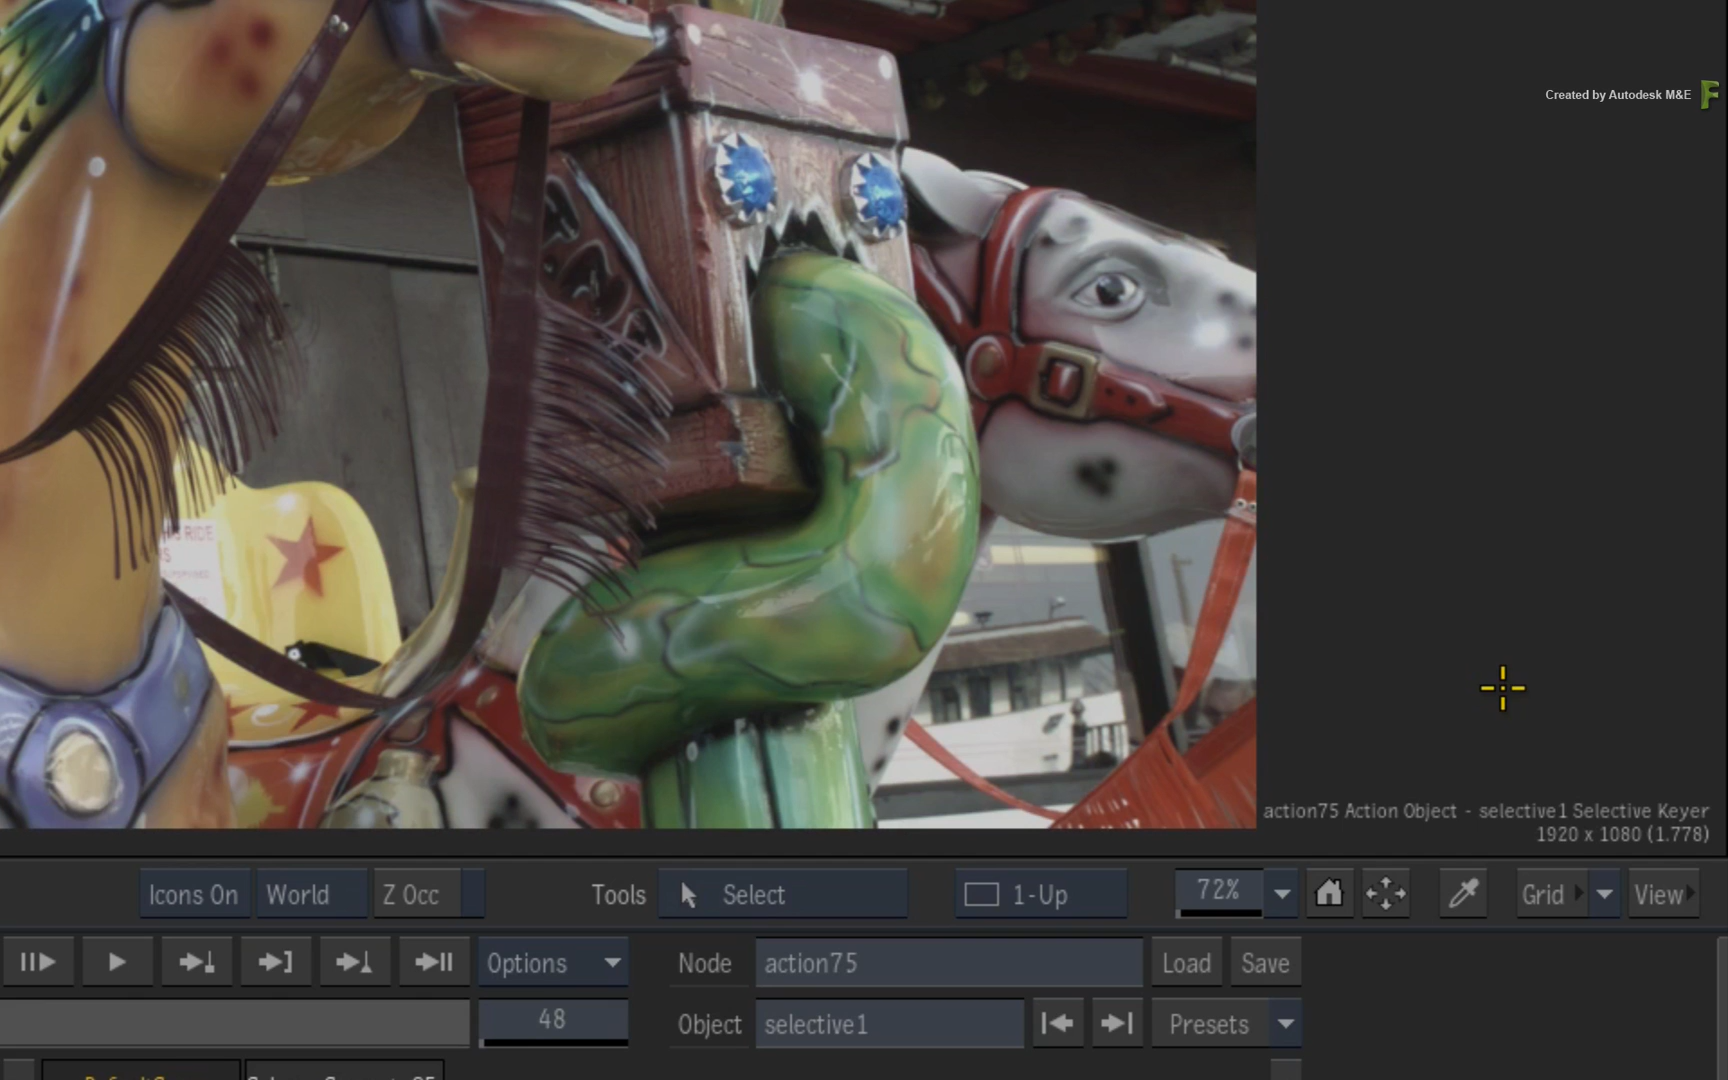 Created by Autodesk M&E
RIDE
action75 Action Object - selective1 Selective Keyer
1920 x 1080 (1.778)
Icons On World Z Occ Tools Select 1-Up 72% Grid View
Options Node action75 Load Save
48 Object selective1 Presets